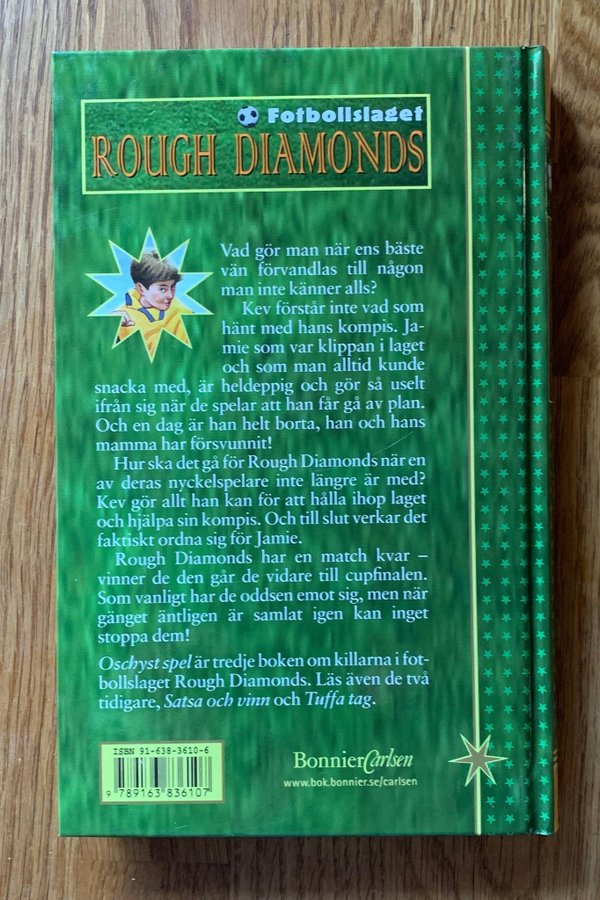 Fotbollslaget
ROUGH DIAMONDS
Vad gör man när ens bäste
vän förvandlas till någon
man inte känner alls?
Kev förstår inte vad som
hänt med hans kompis. Ja-
mie som var klippan i laget
och som man alltid kunde
snacka med, är heldeppig och gör så uselt
ifrån sig när de spelar att han får gå av plan.
Och en dag är han helt borta, han och hans
mamma har försvunnit!
Hur ska det gå för Rough Diamonds när en
av deras nyckelspelare inte längre är med?
Kev gör allt han kan för att hålla ihop laget
och hjälpa sin kompis. Och till slut verkar det
faktiskt ordna sig för Jamie.
Rough Diamonds har en match kvar –
vinner de den går de vidare till cupfinalen.
Som vanligt har de oddsen emot sig, men när
gänget äntligen är samlat igen kan inget
stoppa dem!
Oschyst spel är tredje boken om killarna i fot-
bollslaget Rough Diamonds. Läs även de två
tidigare, Satsa och vinn och Tuffa tag.
ISBN 91-638-3610-6
9 789163 836107
BonnierCarlsen
www.bok.bonnier.se/carlsen